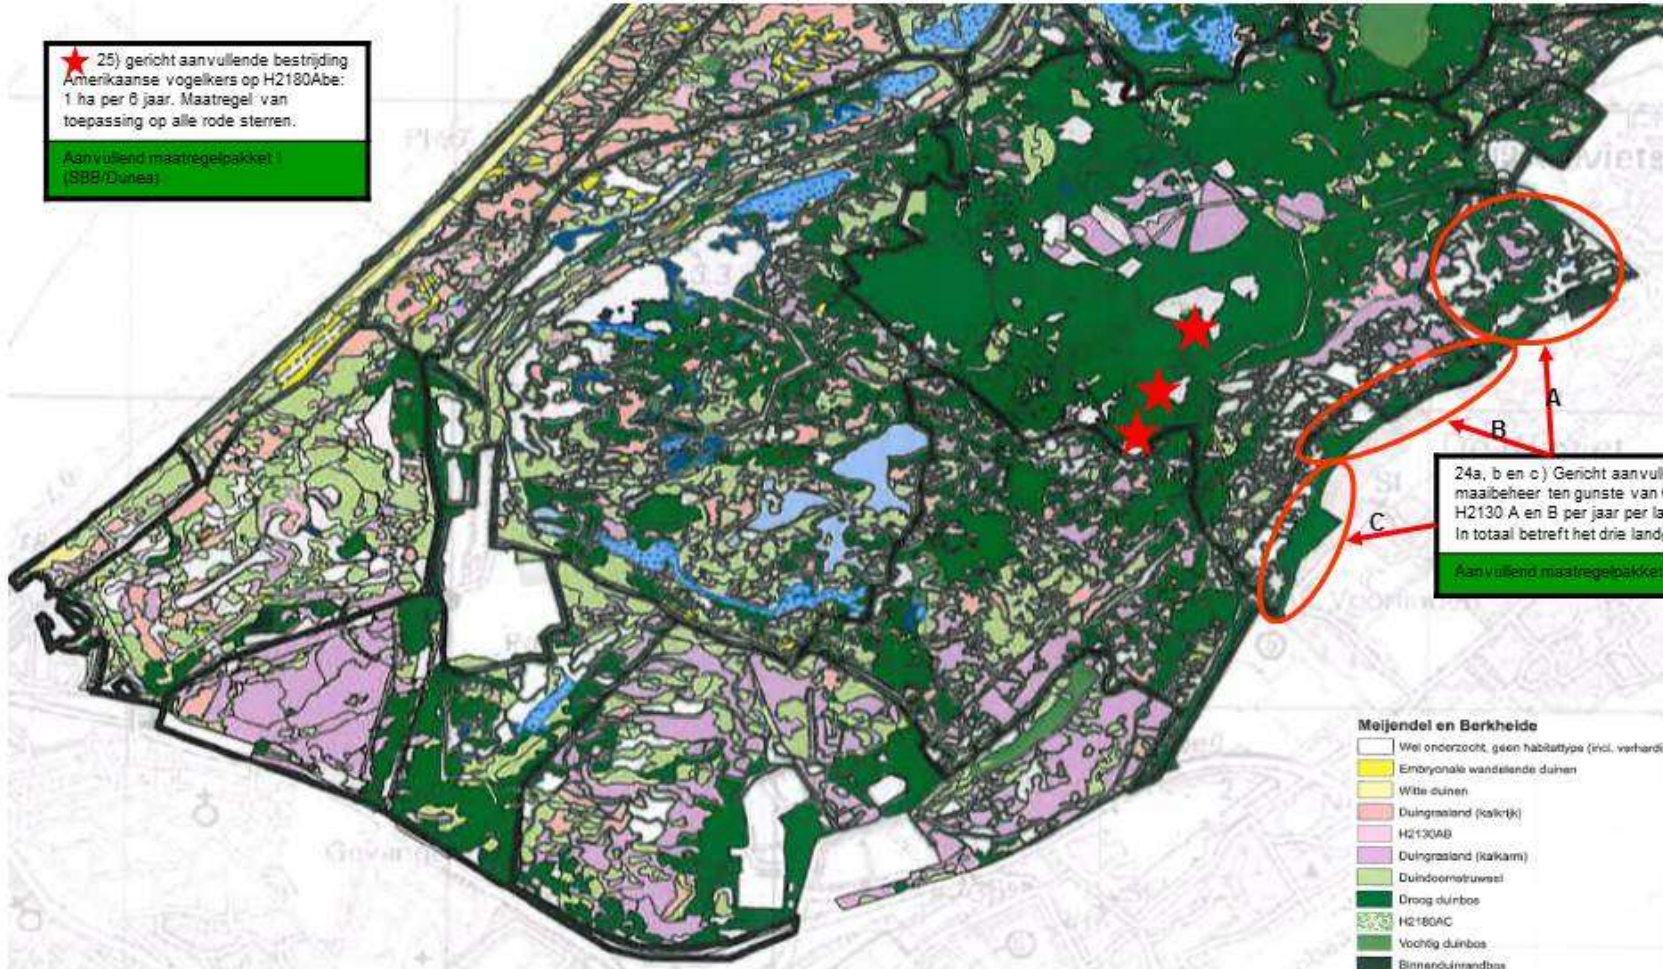 25) gericht aanvullende bestrijding
Amerikaanse vogelkers op H2180Abe:
1 ha per 6 jaar. Maatregel van
toepassing op alle rode sterren.
Aanvullend maatregelpakket !
(SBB/Dunea)
A
B
C
24a, b en c) Gericht aanvull
maaibeheer ten gunste van
H2130 A en B per jaar per la
In totaal betreft het drie land
Aanvullend maatregelpakket
Meijendel en Berkheide
Wel onderzocht, geen habitattype (incl. verhardi
Embryonale wandelende duinen
Witte duinen
Duingrasland (kalkrijk)
H2130AB
Duingrasland (kalkarm)
Duindoornstruweel
Droog duinbos
H2180AC
Vochtig duinbos
Binnenduinrandbos